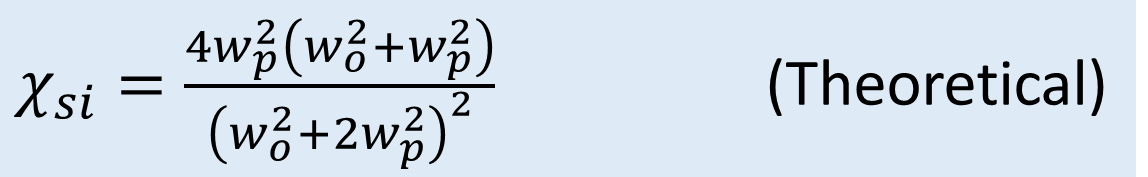 χ_si = 4w_p^2(w_o^2+w_p^2) / (w_o^2+2w_p^2)^2 (Theoretical)